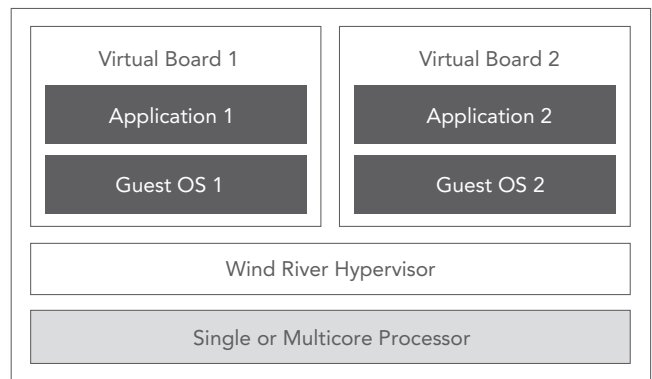 Virtual Board 1
Application 1
Guest OS 1
Virtual Board 2
Application 2
Guest OS 2
Wind River Hypervisor
Single or Multicore Processor